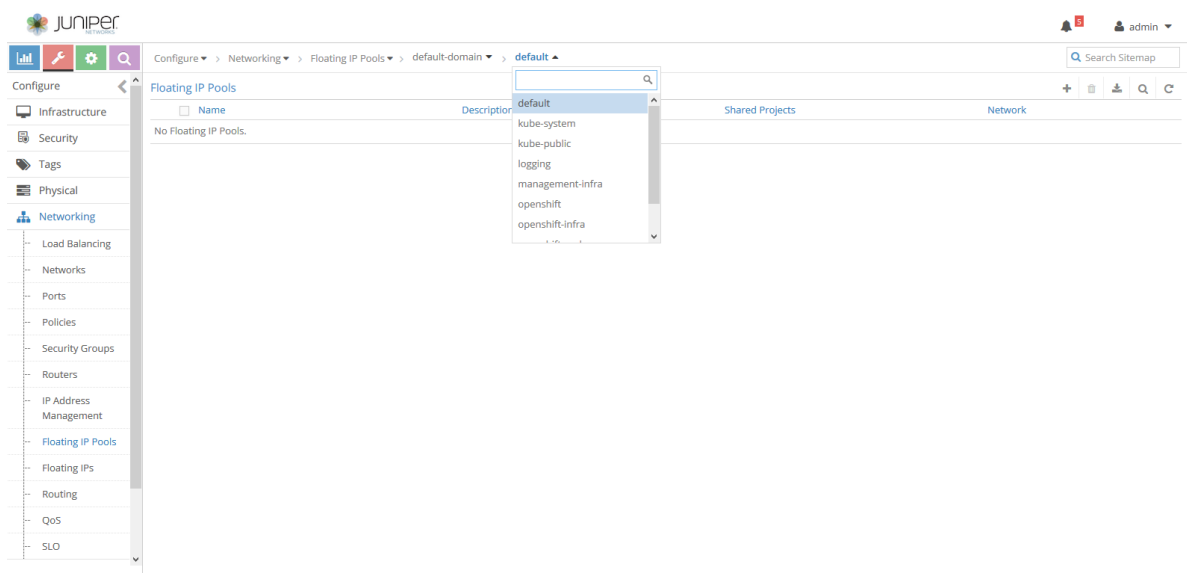 JUNIPER
NETWORKS
5
admin
Configure > Networking > Floating IP Pools > default-domain > default
Search Sitemap
Configure
Floating IP Pools
Infrastructure
Name Description Shared Projects Network
No Floating IP Pools.
default
kube-system
kube-public
logging
management-infra
openshift
openshift-infra
Security
Tags
Physical
Networking
Load Balancing
Networks
Ports
Policies
Security Groups
Routers
IP Address
Management
Floating IP Pools
Floating IPs
Routing
QoS
SLO